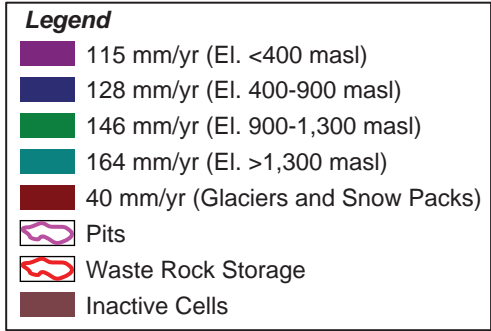 Legend
115 mm/yr (El. <400 masl)
128 mm/yr (El. 400-900 masl)
146 mm/yr (El. 900-1,300 masl)
164 mm/yr (El. >1,300 masl)
40 mm/yr (Glaciers and Snow Packs)
Pits
Waste Rock Storage
Inactive Cells